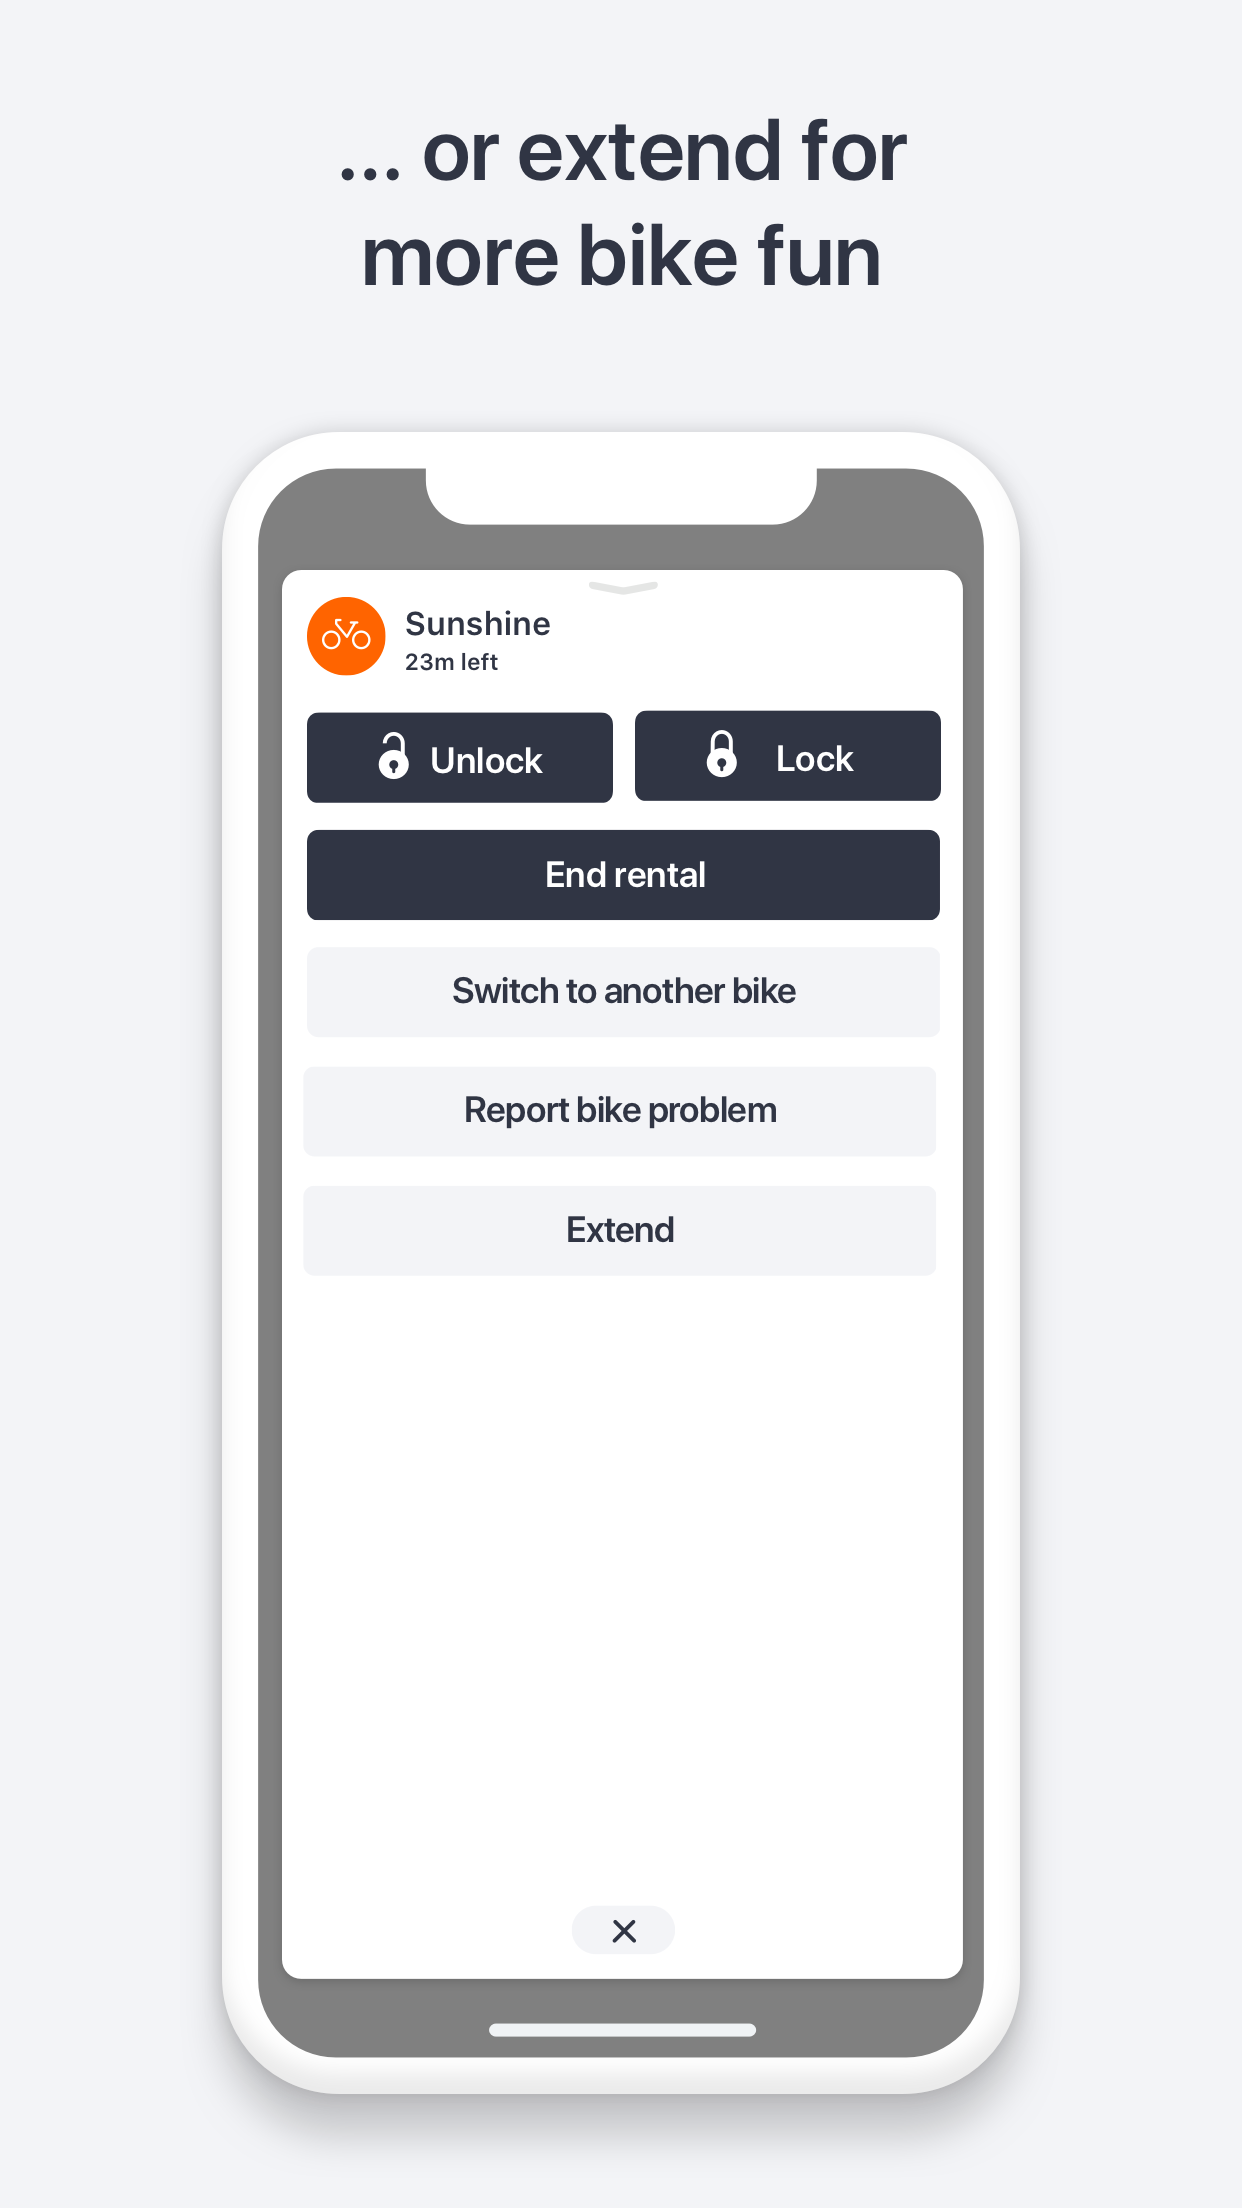 ... or extend for
more bike fun
Sunshine
23m left
Unlock
Lock
End rental
Switch to another bike
Report bike problem
Extend